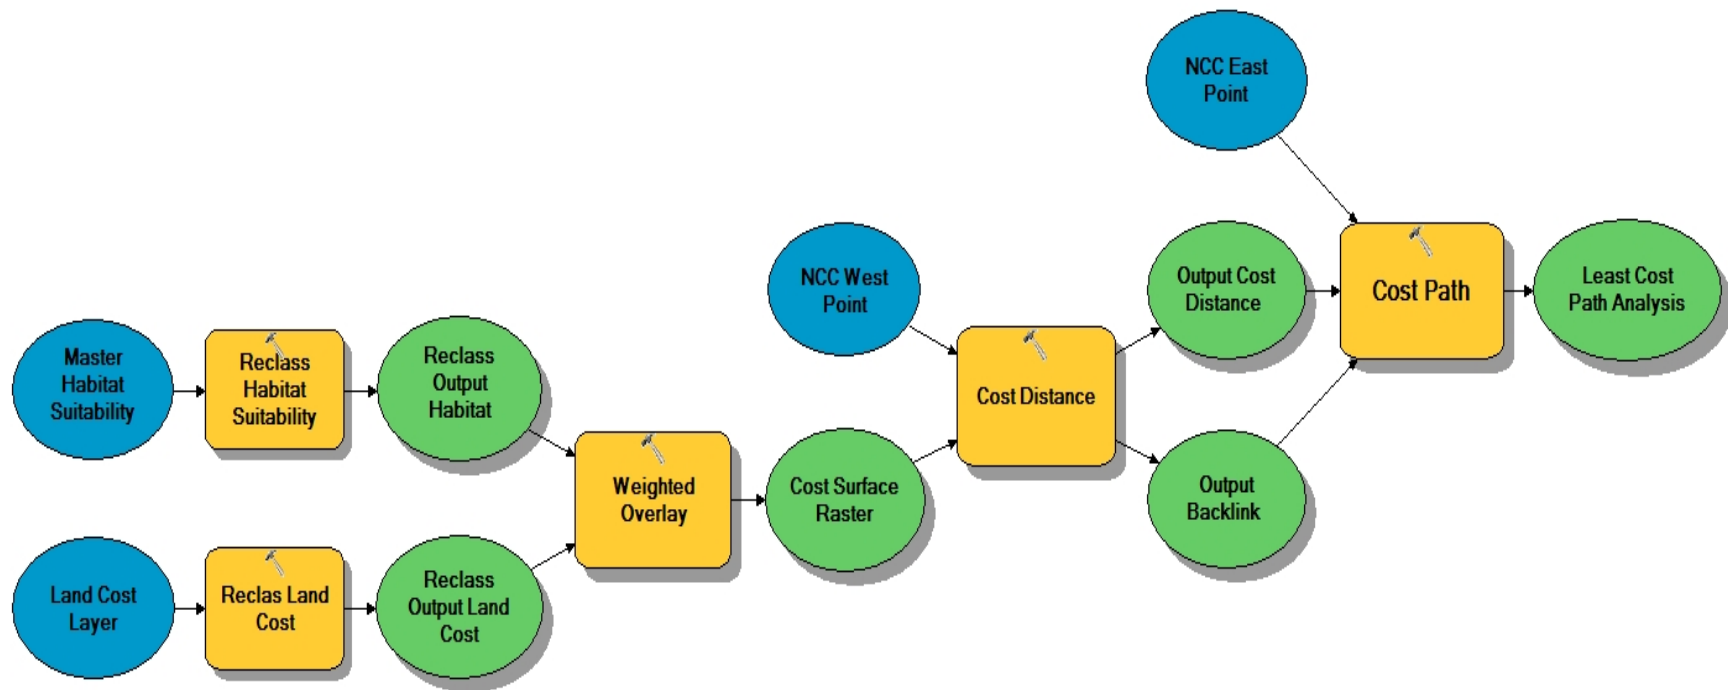 NCC East
Point
NCC West
Point
Output Cost
Distance
Cost Path
Least Cost
Path Analysis
Master
Habitat
Suitability
Reclass
Habitat
Suitability
Reclass
Output
Habitat
Cost Distance
Weighted
Overlay
Cost Surface
Raster
Output
Backlink
Land Cost
Layer
Reclas Land
Cost
Reclass
Output Land
Cost